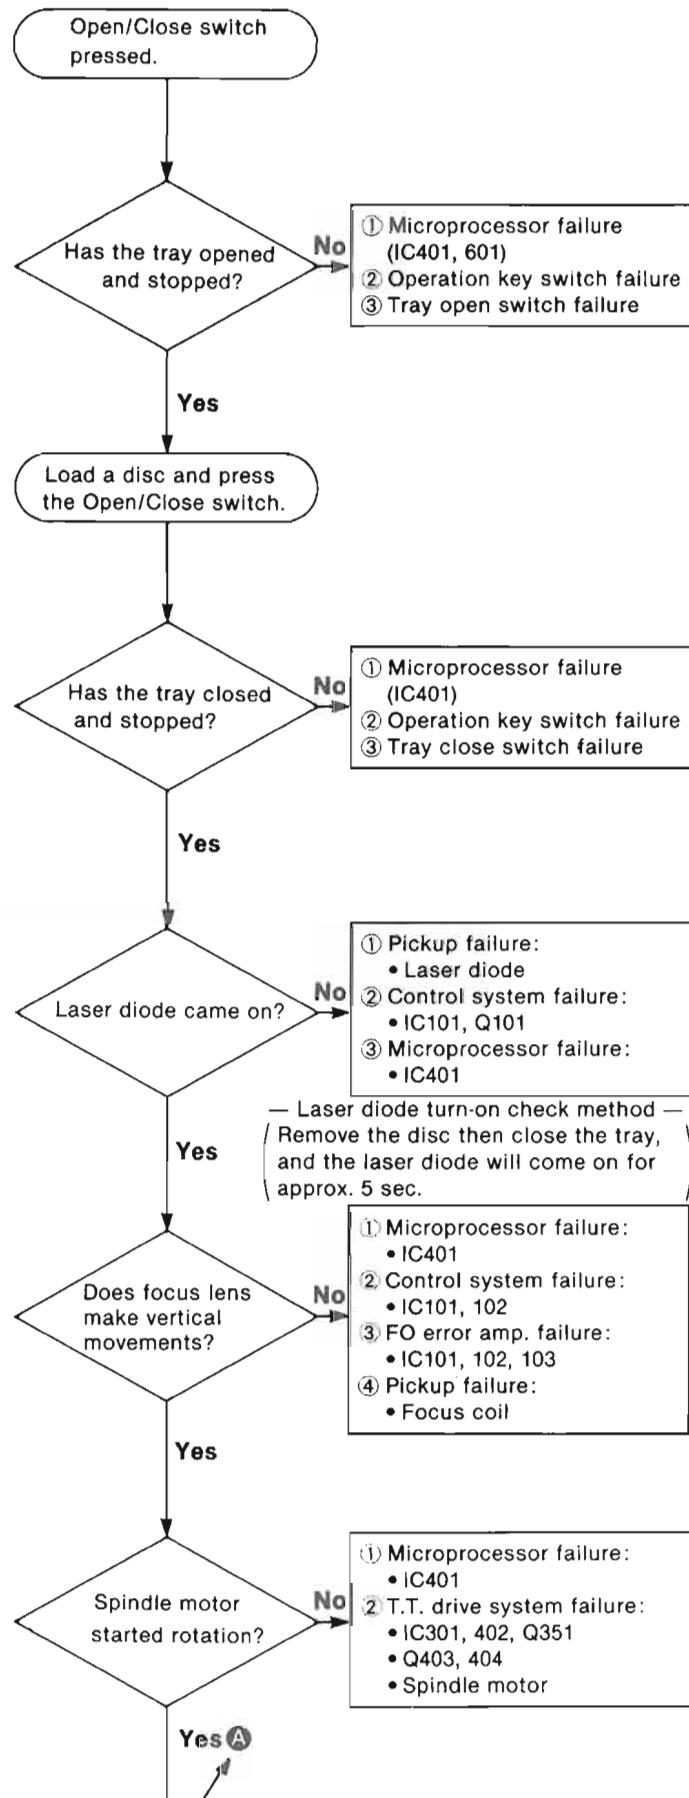 Open/Close switch
pressed.
Has the tray opened
and stopped?
No
① Microprocessor failure
(IC401, 601)
② Operation key switch failure
③ Tray open switch failure
Yes
Load a disc and press
the Open/Close switch.
Has the tray closed
and stopped?
No
① Microprocessor failure
(IC401)
② Operation key switch failure
③ Tray close switch failure
Yes
Laser diode came on?
No
① Pickup failure:
• Laser diode
② Control system failure:
• IC101, Q101
③ Microprocessor failure:
• IC401
Yes
— Laser diode turn-on check method —
Remove the disc then close the tray,
and the laser diode will come on for
approx. 5 sec.
Does focus lens
make vertical
movements?
No
① Microprocessor failure:
• IC401
② Control system failure:
• IC101, 102
③ FO error amp. failure:
• IC101, 102, 103
④ Pickup failure:
• Focus coil
Yes
Spindle motor
started rotation?
No
① Microprocessor failure:
• IC401
② T.T. drive system failure:
• IC301, 402, Q351
• Q403, 404
• Spindle motor
Yes A